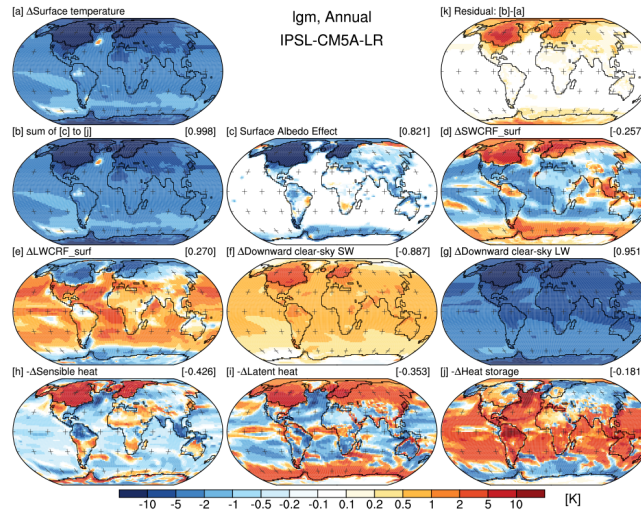 [a] ΔSurface temperature
lgm, Annual
IPSL-CM5A-LR
[k] Residual: [b]-[a]
[b] sum of [c] to [j] [0.998]
[c] Surface Albedo Effect [0.821]
[d] ΔSWCRF_surf [-0.257]
[e] ΔLWCRF_surf [0.270]
[f] ΔDownward clear-sky SW [-0.887]
[g] ΔDownward clear-sky LW [0.951]
[h] -ΔSensible heat [-0.426]
[i] -ΔLatent heat [-0.353]
[j] -ΔHeat storage [-0.181]
-10 -5 -2 -1 -0.5 -0.2 -0.1 0.1 0.2 0.5 1 2 5 10 [K]